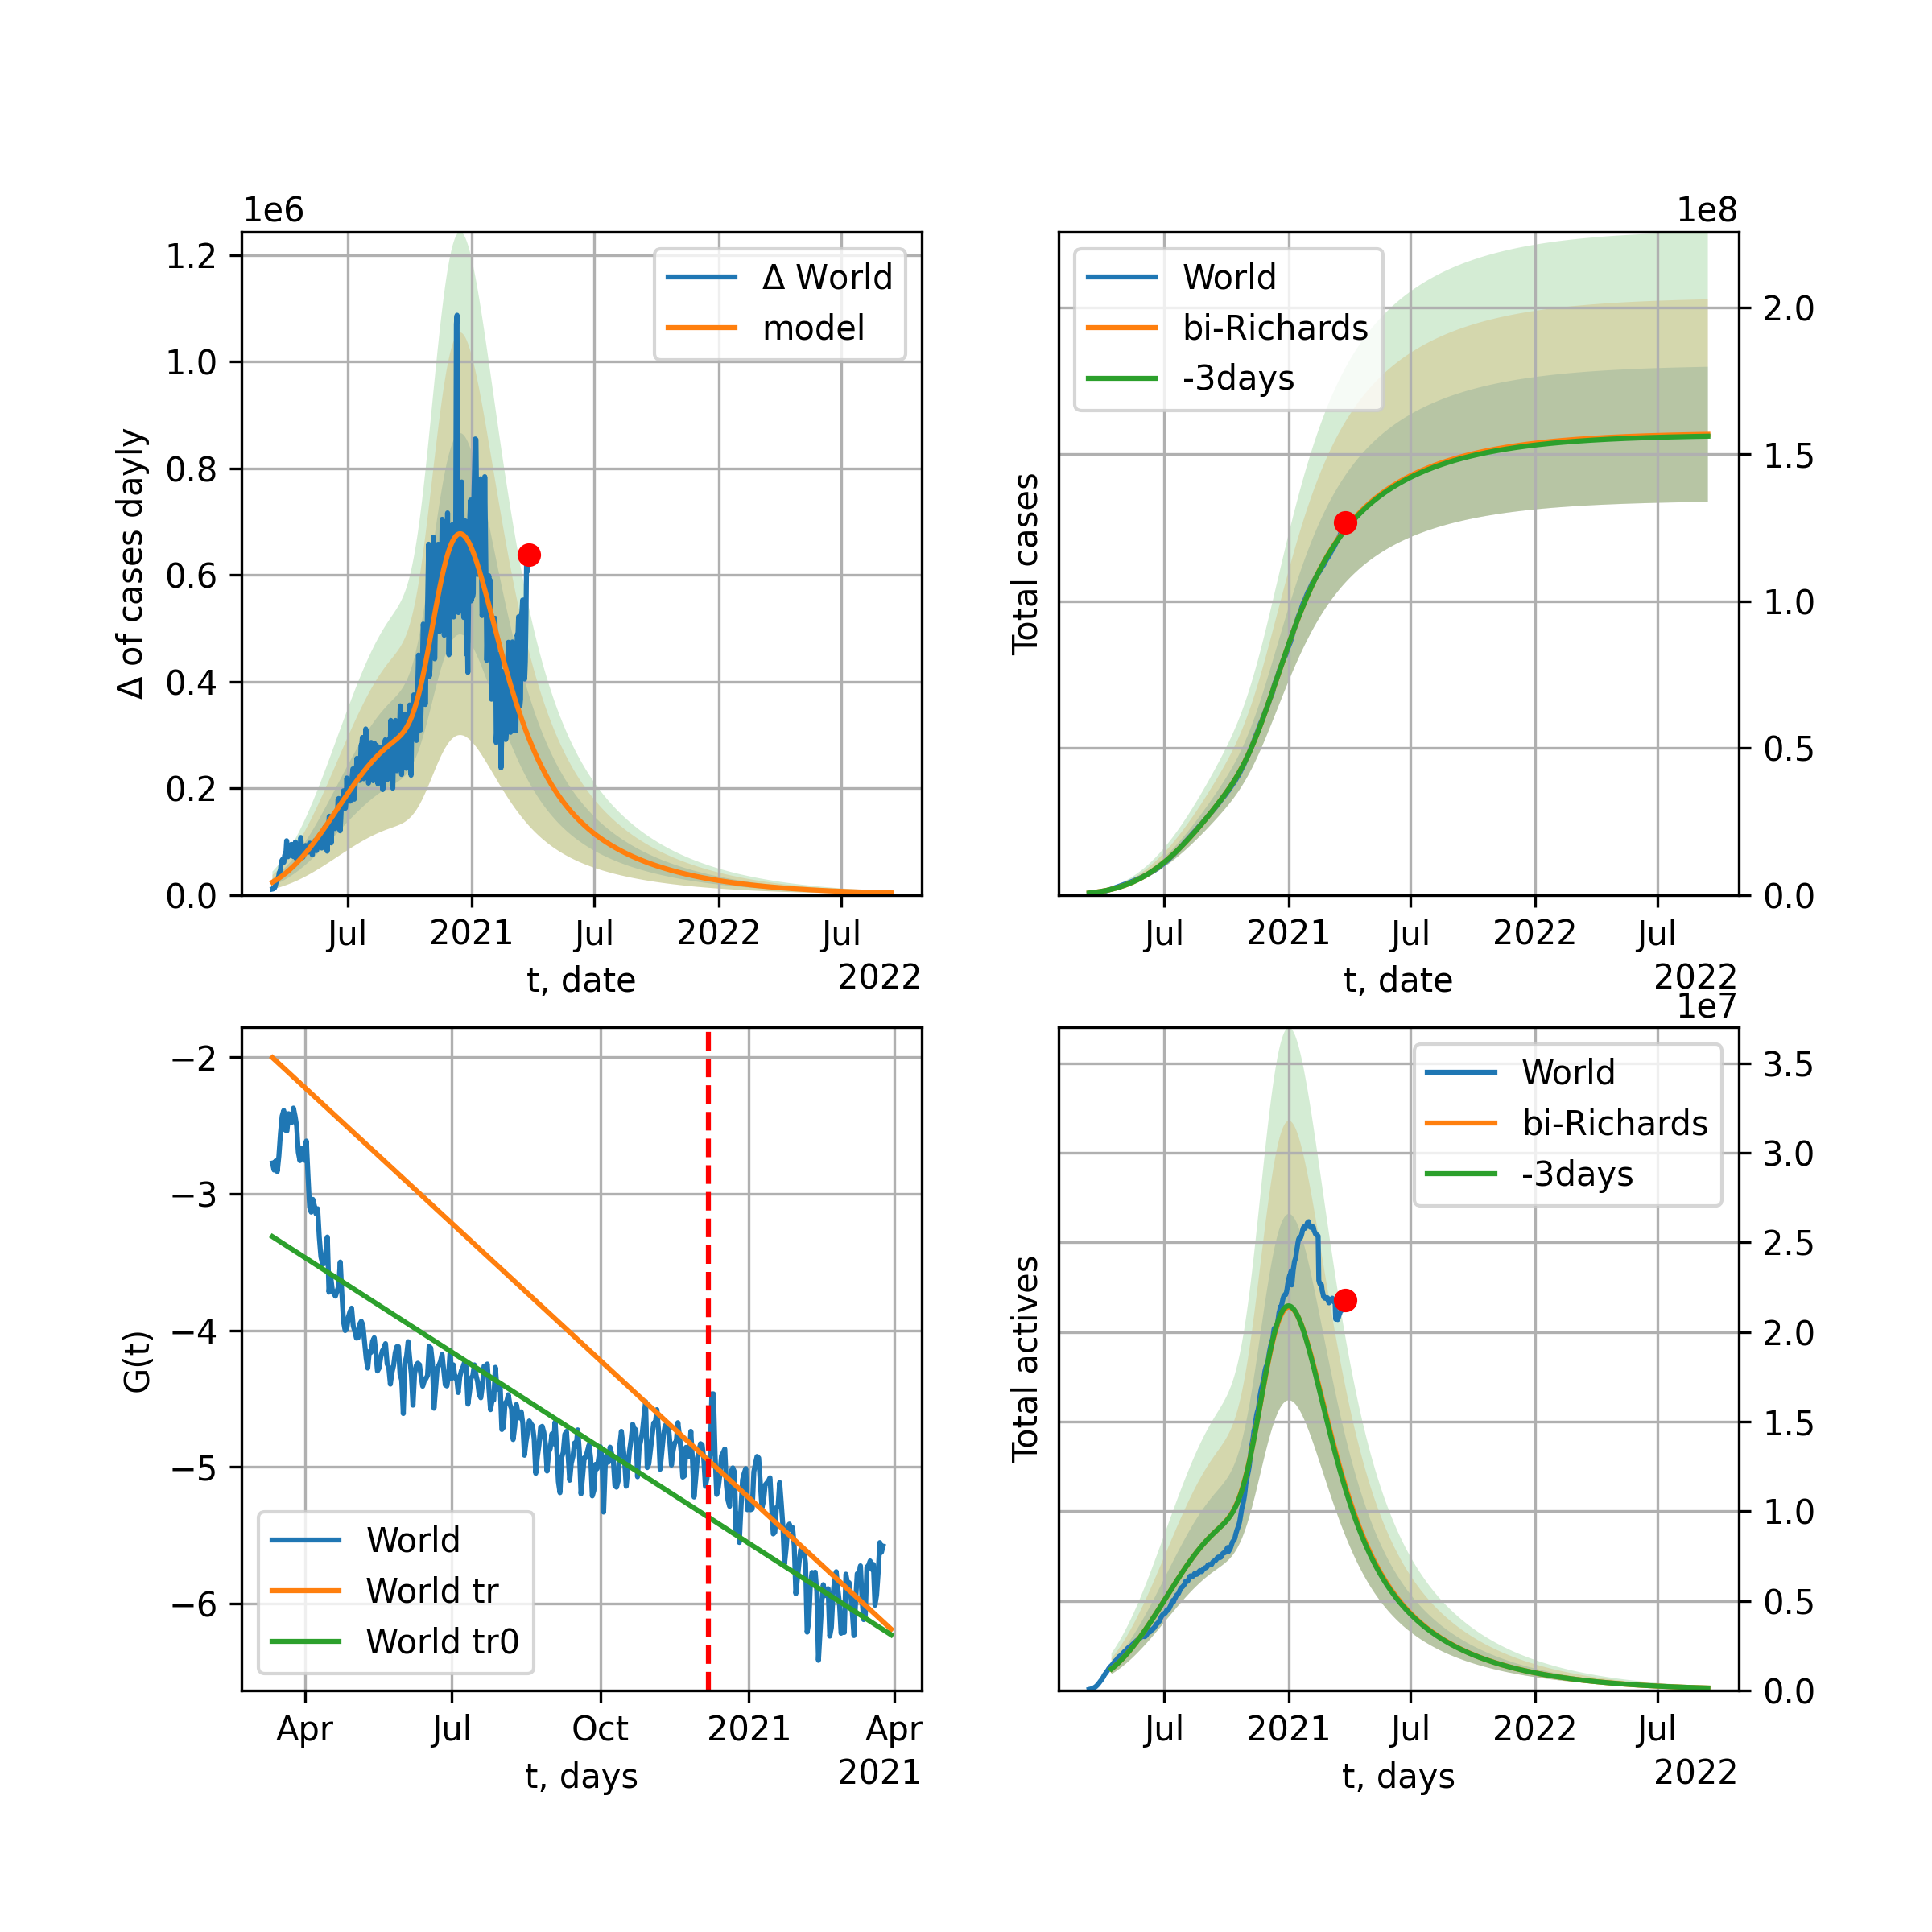 1e6
1.2
1.0
0.8
0.6
0.4
0.2
0.0
Δ of cases dayly
Δ World
model
Jul 2021 Jul 2022 Jul
t, date
2022
1e8
World
bi-Richards
-3days
Total cases
2.0
1.5
1.0
0.5
0.0
Jul 2021 Jul 2022 Jul
t, date
2022
−2
−3
−4
−5
−6
G(t)
World
World tr
World tr0
Apr Jul Oct 2021 Apr
t, days
2021
1e7
World
bi-Richards
-3days
Total actives
3.5
3.0
2.5
2.0
1.5
1.0
0.5
0.0
Jul 2021 Jul 2022 Jul
t, days
2022